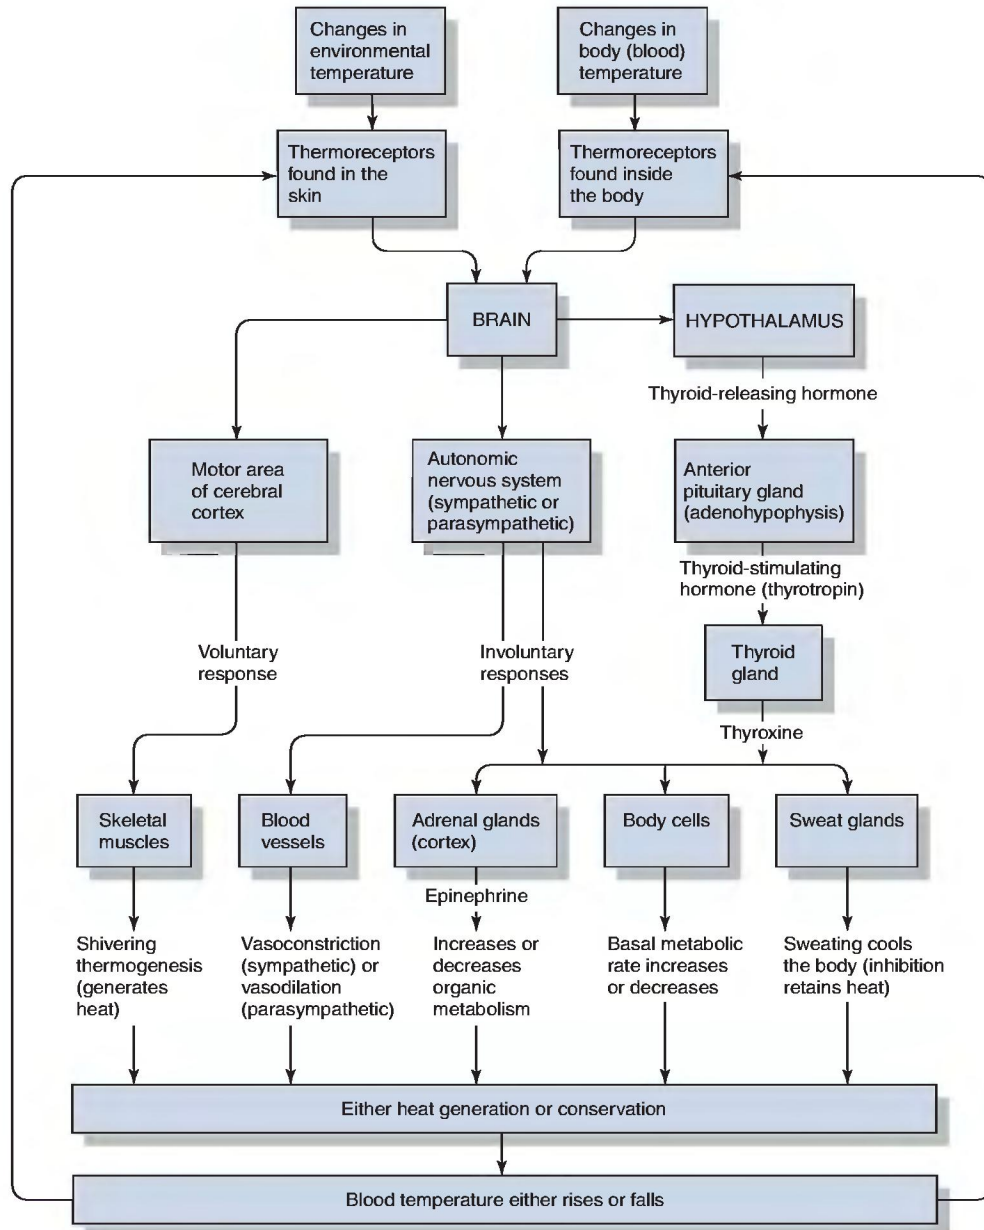 Changes in
environmental
temperature
Changes in
body (blood)
temperature
Thermoreceptors
found in the
skin
Thermoreceptors
found inside
the body
BRAIN
HYPOTHALAMUS
Thyroid-releasing hormone
Motor area
of cerebral
cortex
Autonomic
nervous system
(sympathetic or
parasympathetic)
Anterior
pituitary gland
(adenohypophysis)
Thyroid-stimulating
hormone (thyrotropin)
Voluntary
response
Involuntary
responses
Thyroid
gland
Thyroxine
Skeletal
muscles
Blood
vessels
Adrenal glands
(cortex)
Body cells
Sweat glands
Epinephrine
Shivering
thermogenesis
(generates
heat)
Vasoconstriction
(sympathetic) or
vasodilation
(parasympathetic)
Increases or
decreases
organic
metabolism
Basal metabolic
rate increases
or decreases
Sweating cools
the body (inhibition
retains heat)
Either heat generation or conservation
Blood temperature either rises or falls